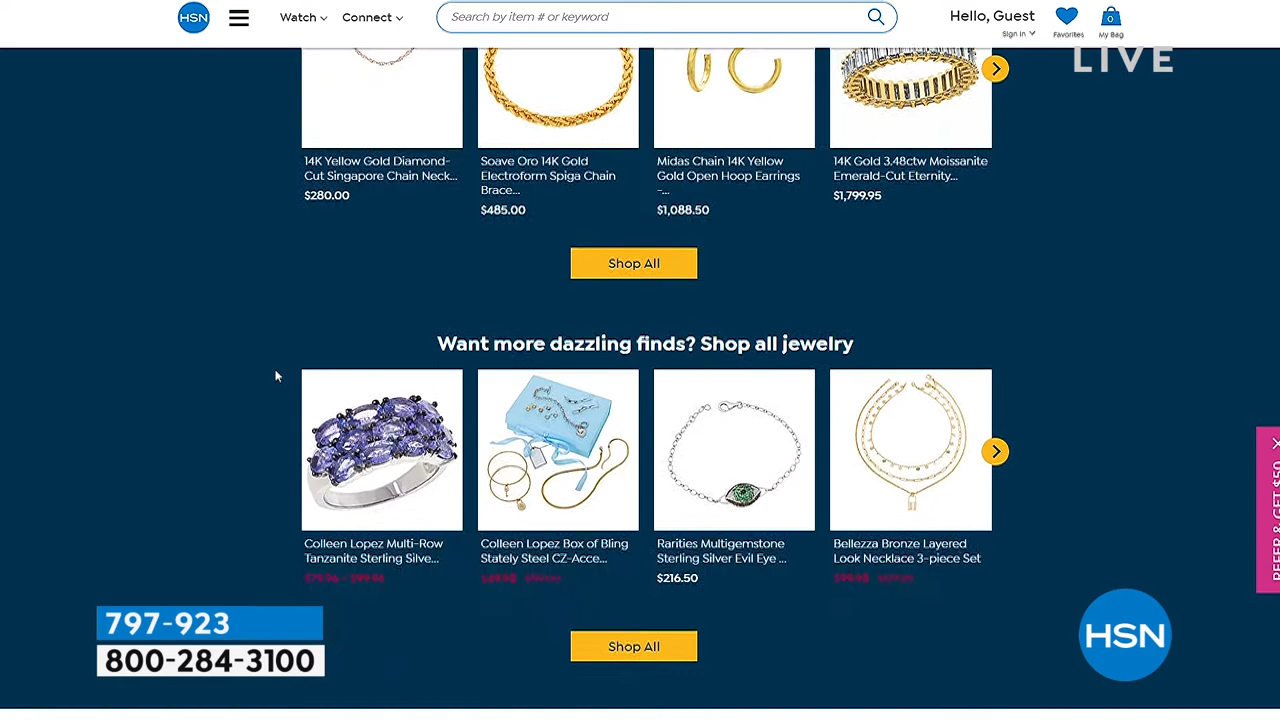 HSN
Watch
Connect
Search by item # or keyword
Hello, Guest
Sign in
Favorites
0
My Bag
LIVE
14K Yellow Gold Diamond-
Cut Singapore Chain Neck...
$280.00
Soave Oro 14K Gold
Electroform Spiga Chain
Brace...
$485.00
Midas Chain 14K Yellow
Gold Open Hoop Earrings
-...
$1,088.50
14K Gold 3.48ctw Moissanite
Emerald-Cut Eternity...
$1,799.95
Shop All
Want more dazzling finds? Shop all jewelry
Colleen Lopez Multi-Row
Tanzanite Sterling Silve...
Colleen Lopez Box of Bling
Stately Steel CZ-Acce...
Rarities Multigemstone
Sterling Silver Evil Eye ...
$216.50
Bellezza Bronze Layered
Look Necklace 3-piece Set
REFER & GET $50
797-923
800-284-3100
Shop All
HSN